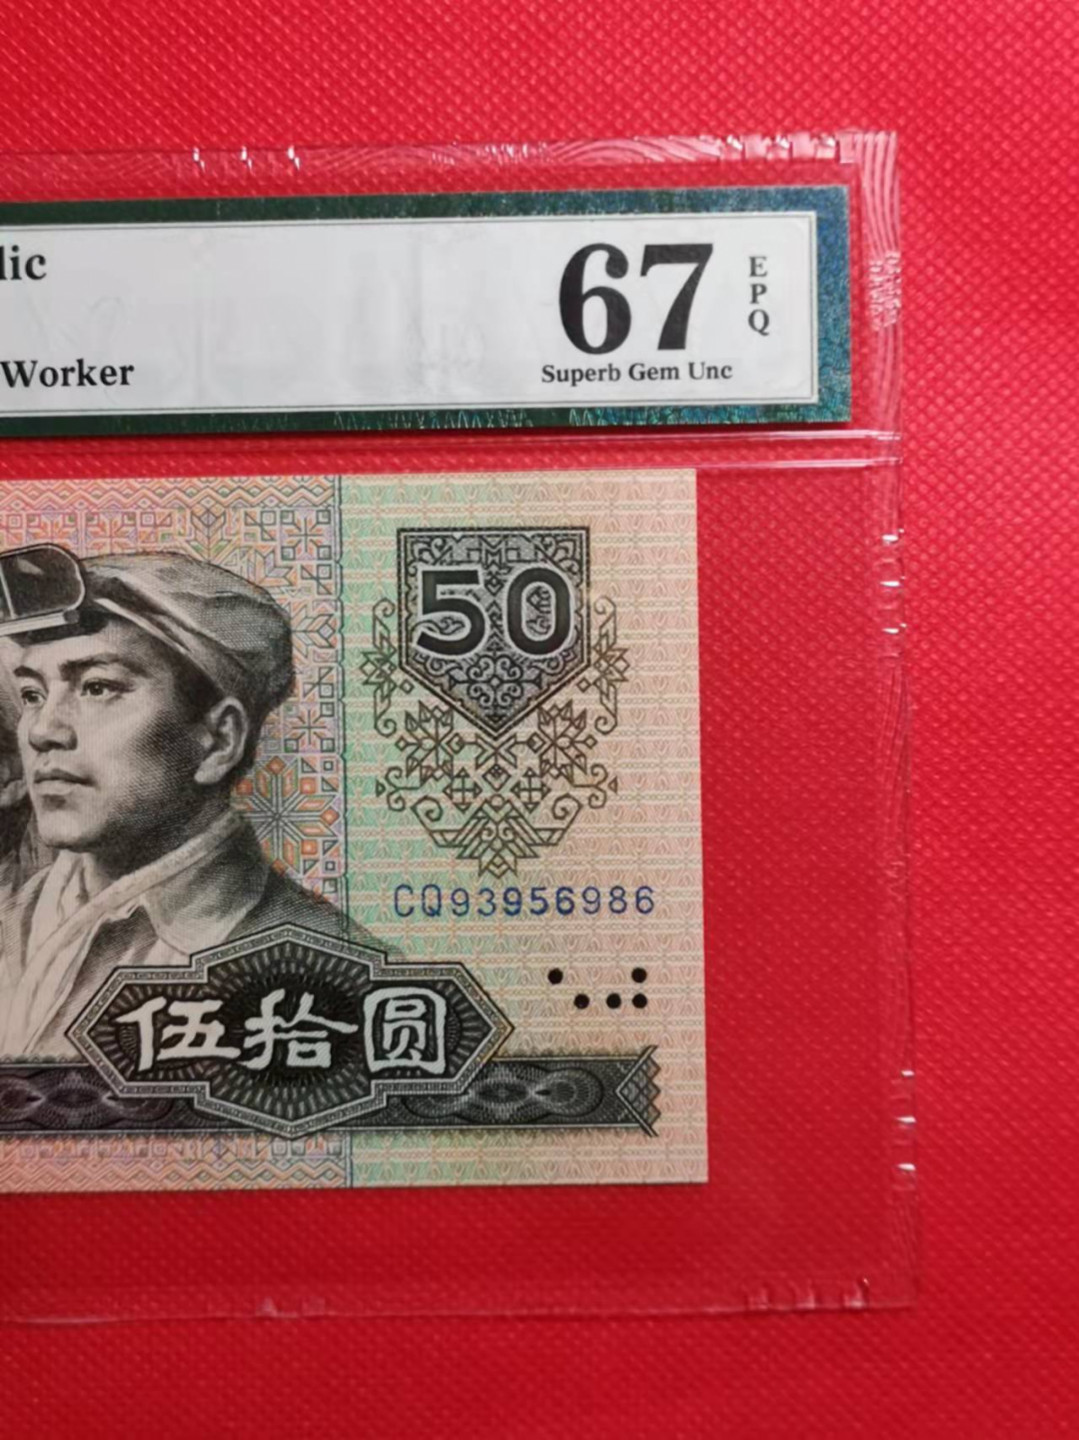 lic
67
EPQ
Worker
Superb Gem Unc
50
CQ93956986
伍拾圆